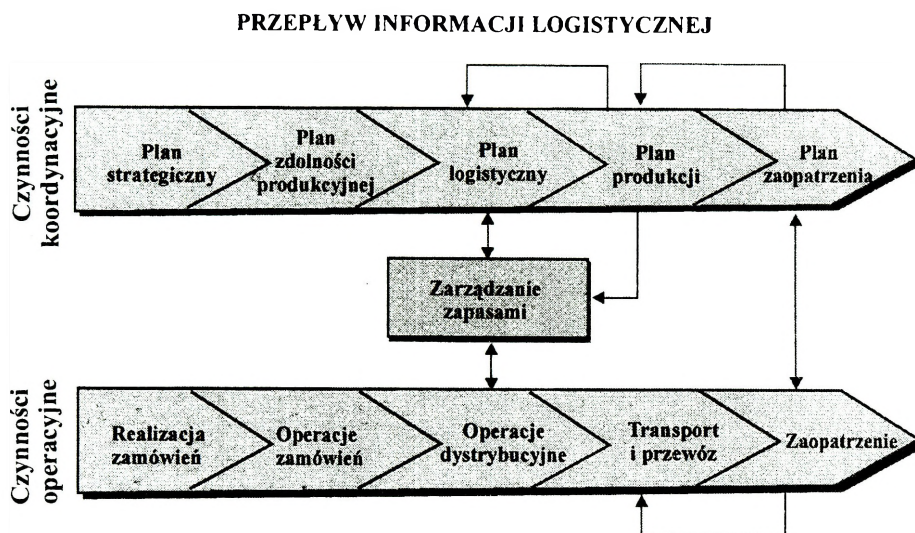 PRZEPŁYW INFORMACJI LOGISTYCZNEJ
Czynności
koordynacyjne
Plan
strategiczny
Plan
zdolności
produkcyjnej
Plan
logistyczny
Plan
produkcji
Plan
zaopatrzenia
Zarządzanie
zapasami
Czynności
operacyjne
Realizacja
zamówień
Operacje
zamówień
Operacje
dystrybucyjne
Transport
i przewóz
Zaopatrzenie